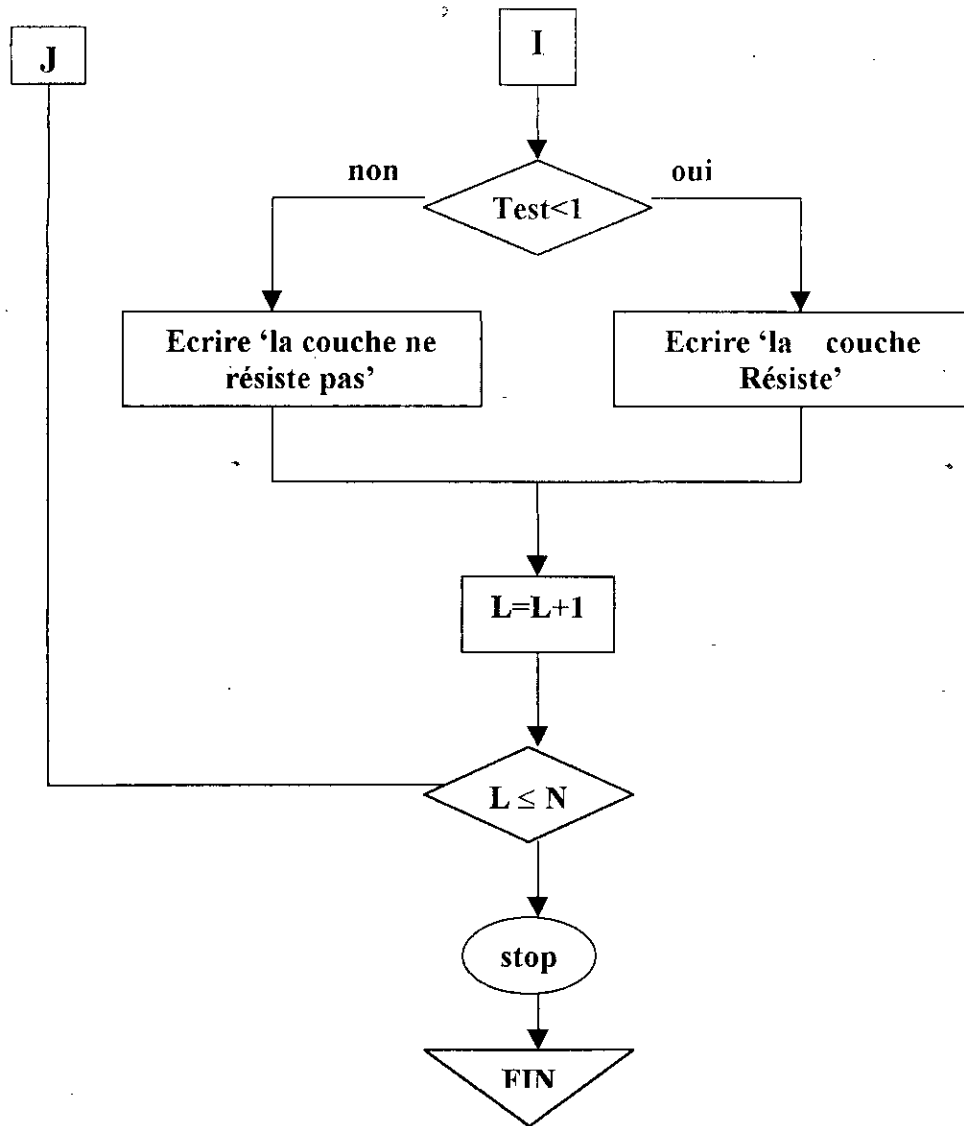 J
I
non
oui
Test<1
Ecrire ‘la couche ne
résiste pas’
Ecrire ‘la couche
Résiste’
L=L+1
L ≤ N
stop
FIN